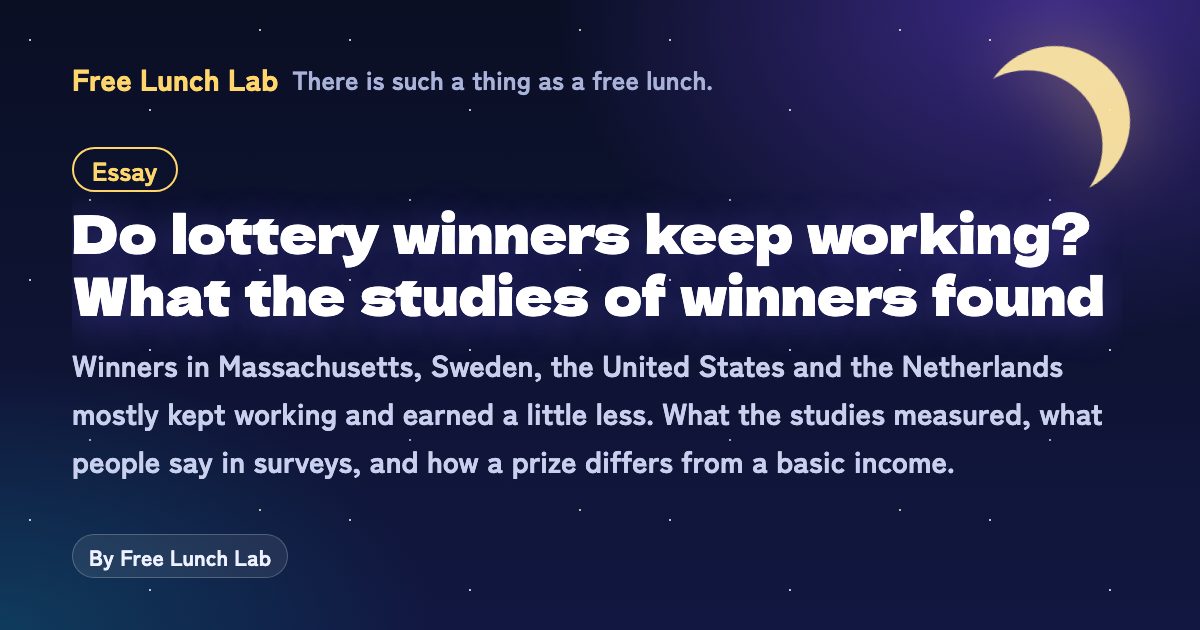 Free Lunch Lab There is such a thing as a free lunch.
Essay
Do lottery winners keep working?
What the studies of winners found
Winners in Massachusetts, Sweden, the United States and the Netherlands
mostly kept working and earned a little less. What the studies measured, what
people say in surveys, and how a prize differs from a basic income.
By Free Lunch Lab